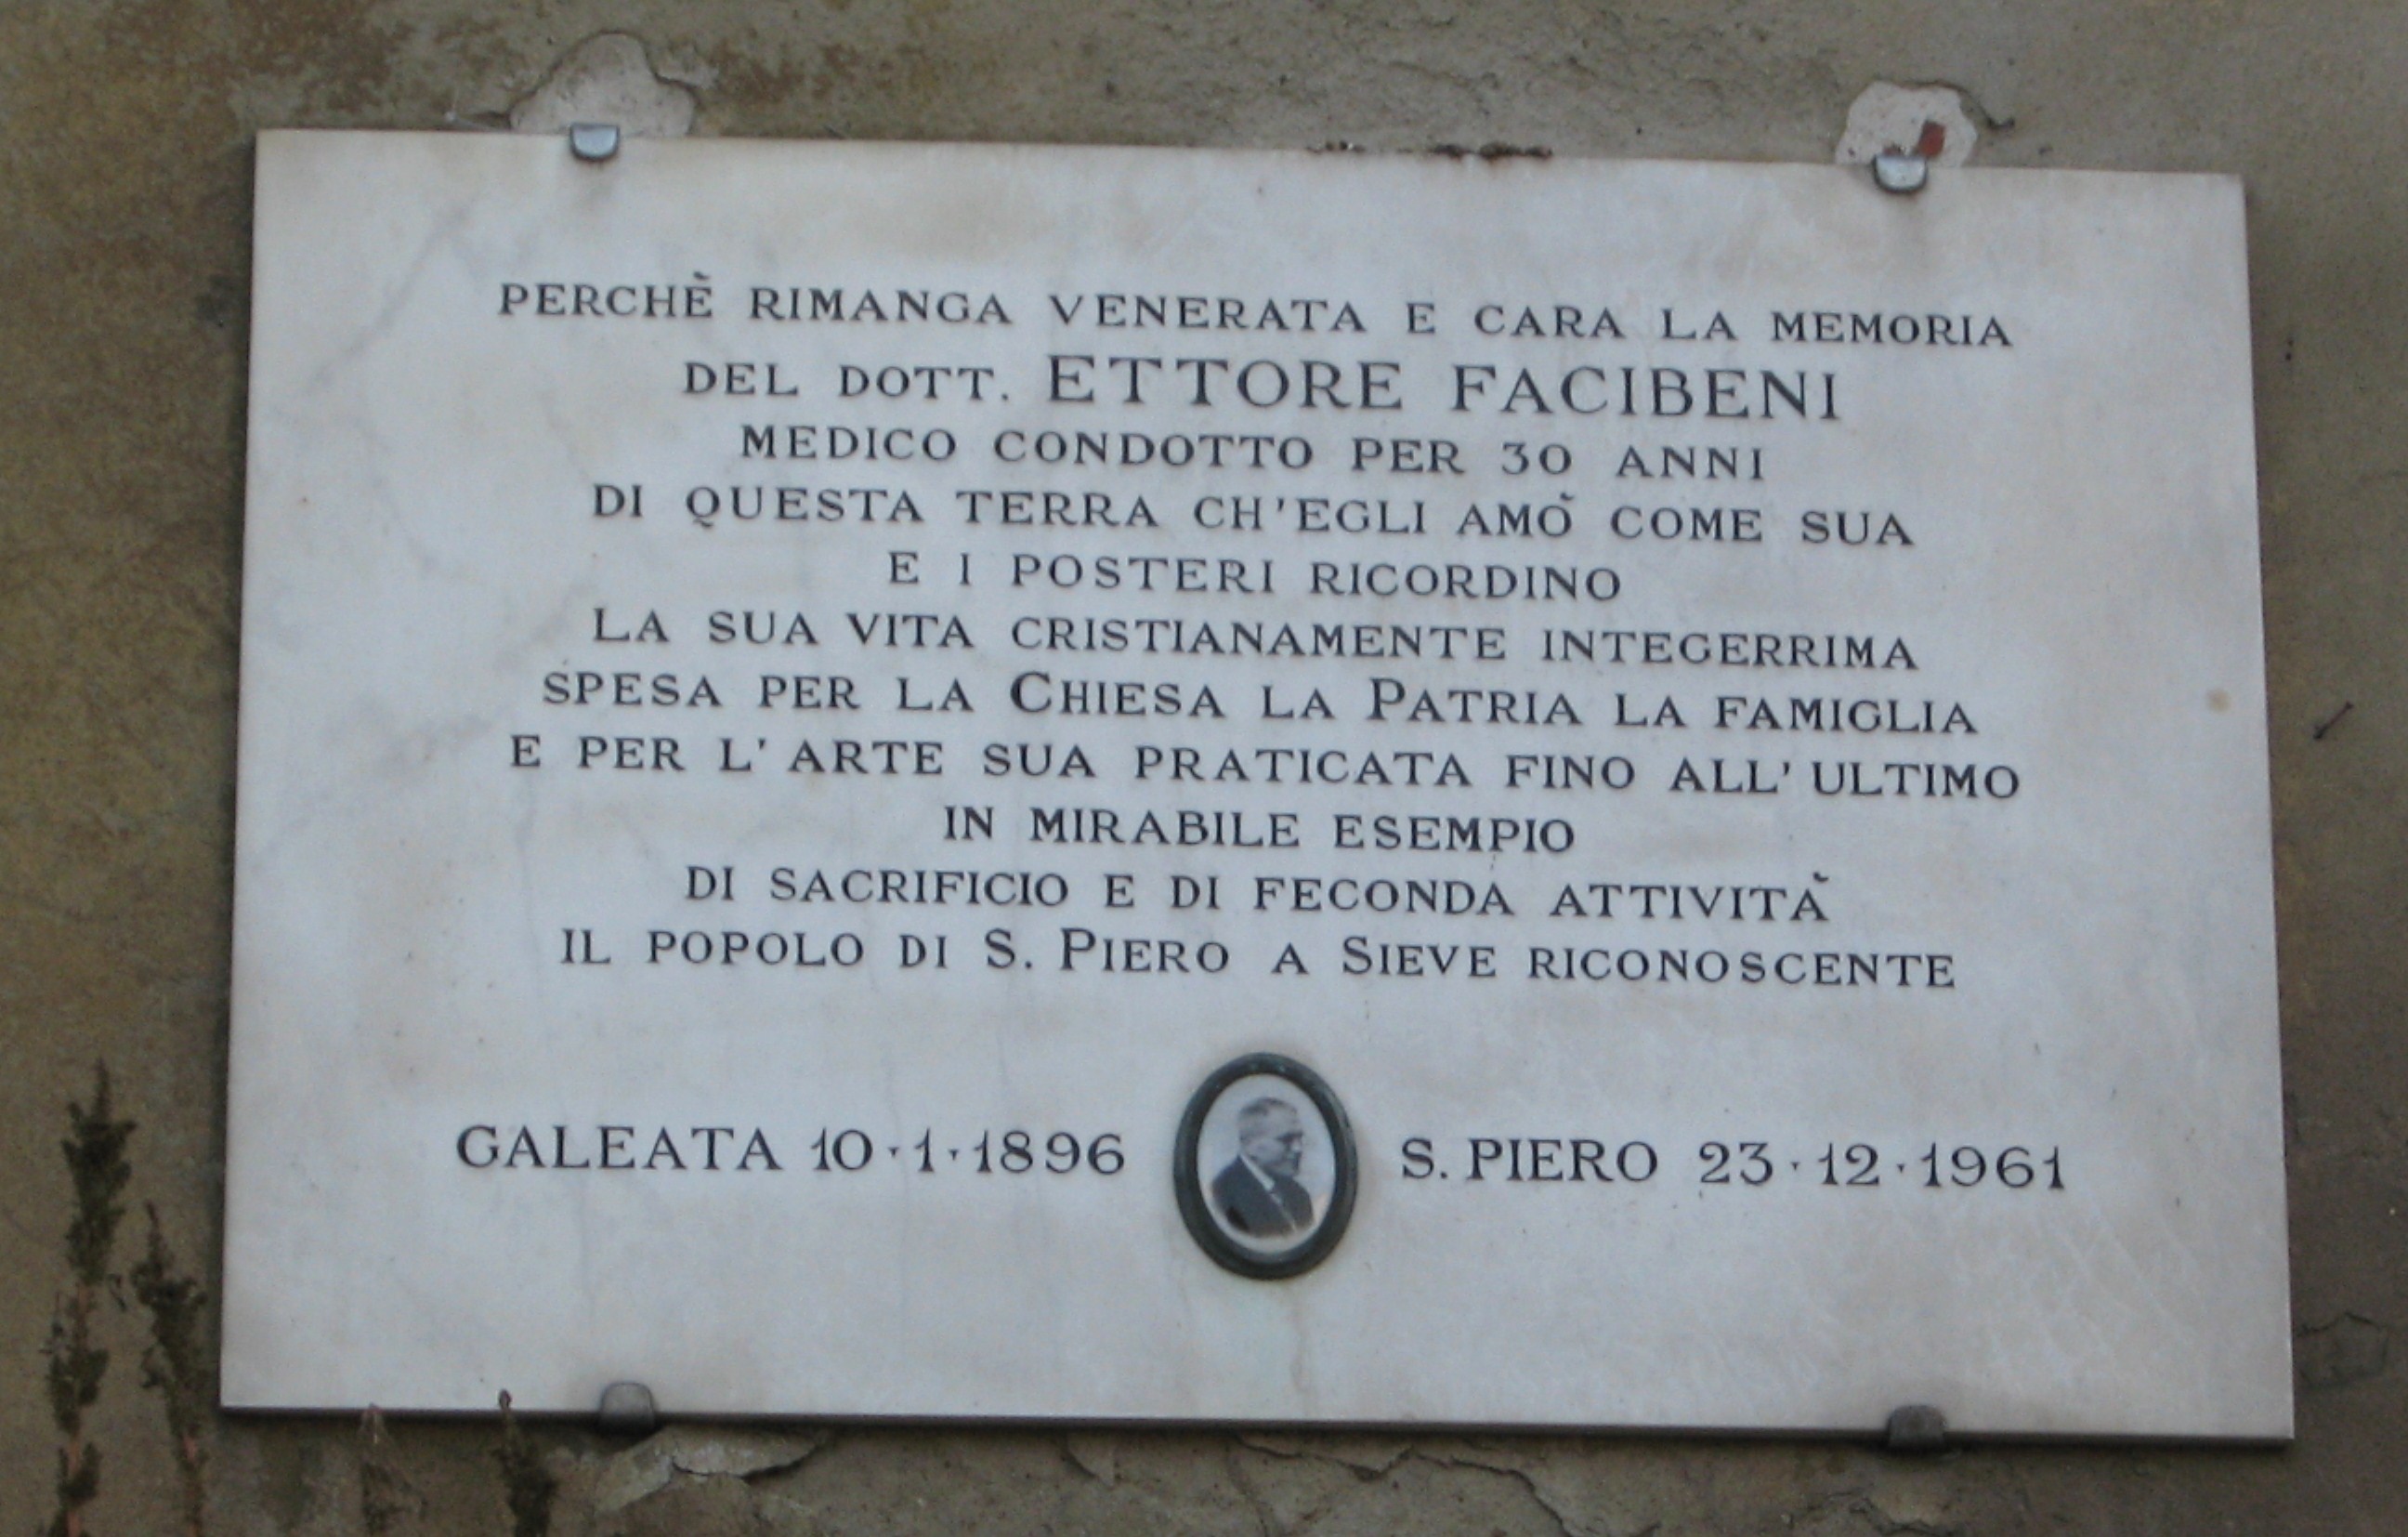 PERCHÈ RIMANGA VENERATA E CARA LA MEMORIA
DEL DOTT. ETTORE FACIBENI
MEDICO CONDOTTO PER 30 ANNI
DI QUESTA TERRA CH'EGLI AMÒ COME SUA
E I POSTERI RICORDINO
LA SUA VITA CRISTIANAMENTE INTEGERRIMA
SPESA PER LA CHIESA LA PATRIA LA FAMIGLIA
E PER L'ARTE SUA PRATICATA FINO ALL'ULTIMO
IN MIRABILE ESEMPIO
DI SACRIFICIO E DI FECONDA ATTIVITÀ
IL POPOLO DI S. PIERO A SIEVE RICONOSCENTE
GALEATA 10·1·1896 S. PIERO 23·12·1961